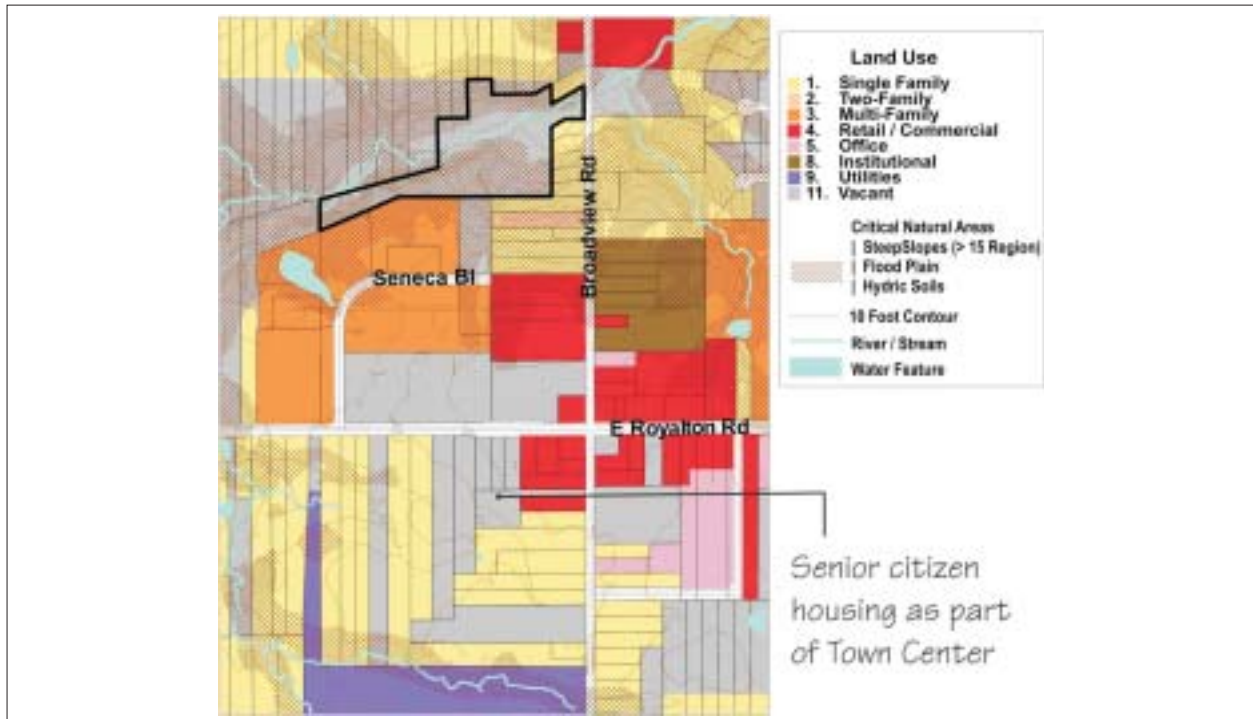 Land Use
1. Single Family
2. Two-Family
3. Multi-Family
4. Retail / Commercial
5. Office
8. Institutional
9. Utilities
11. Vacant
Critical Natural Areas
| SteepSlopes (> 15 Region)
| Flood Plain
| Hydric Soils
10 Foot Contour
River / Stream
Water Feature
Broadview Rd
Seneca Bl
E Royalton Rd
Senior citizen
housing as part
of Town Center